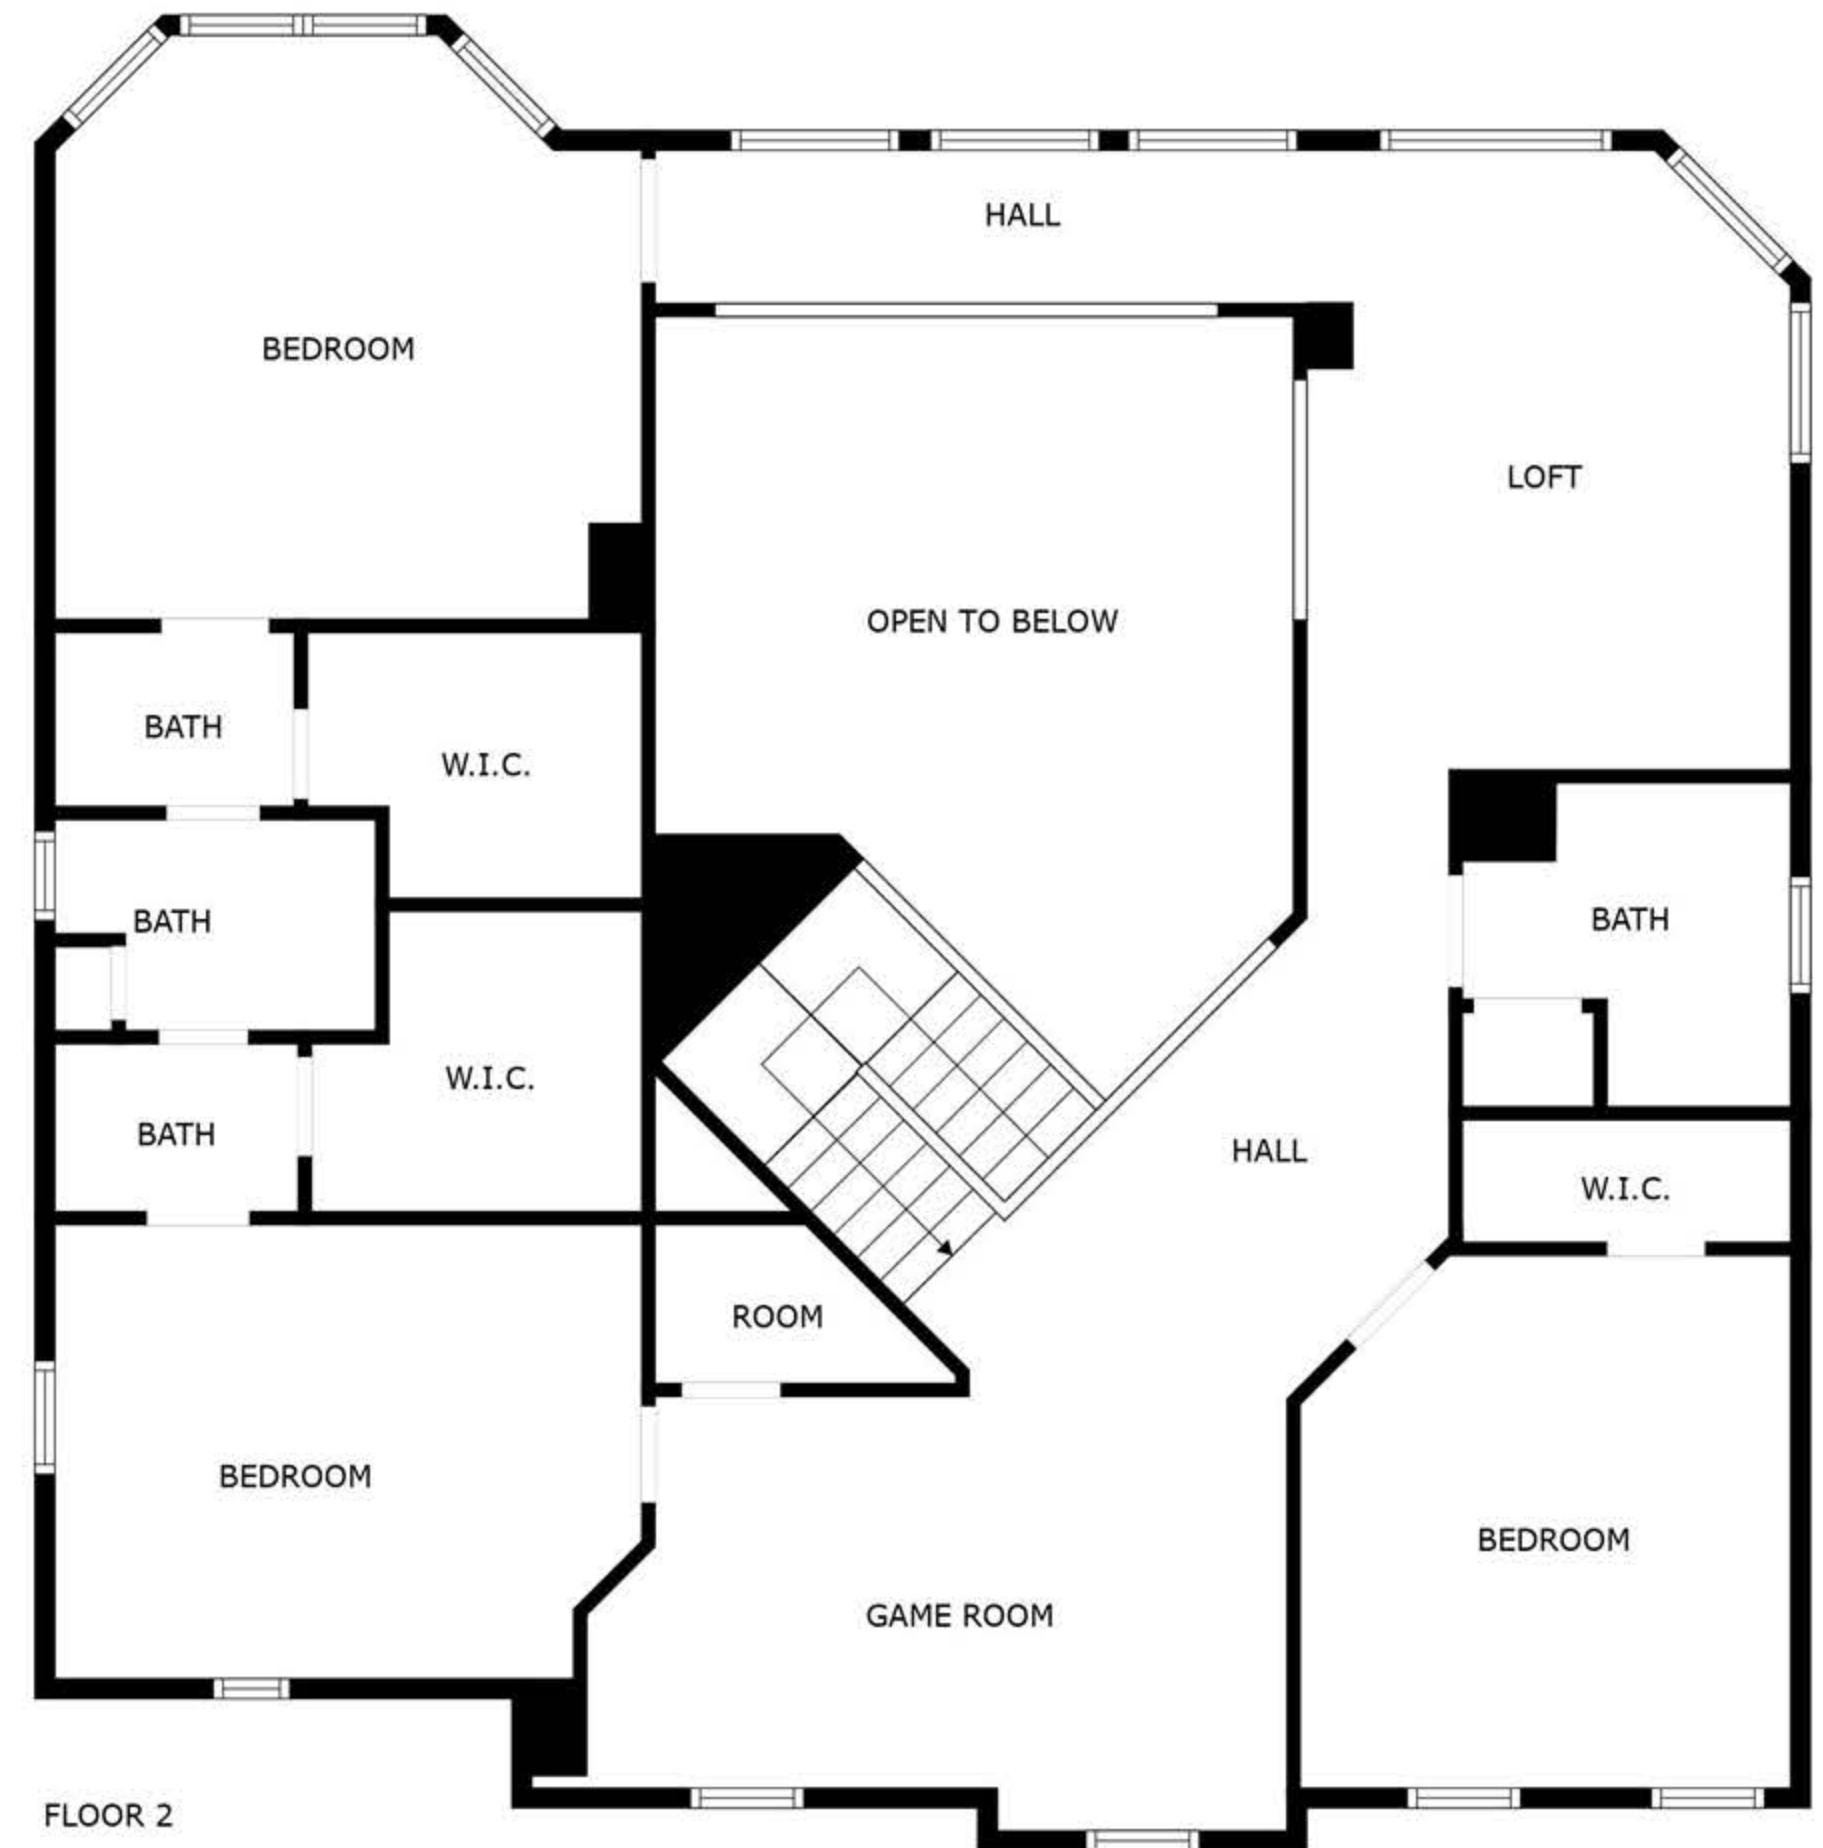 HALL
BEDROOM
LOFT
OPEN TO BELOW
BATH
W.I.C.
BATH
BATH
W.I.C.
BATH
HALL
W.I.C.
ROOM
BEDROOM
BEDROOM
GAME ROOM
FLOOR 2